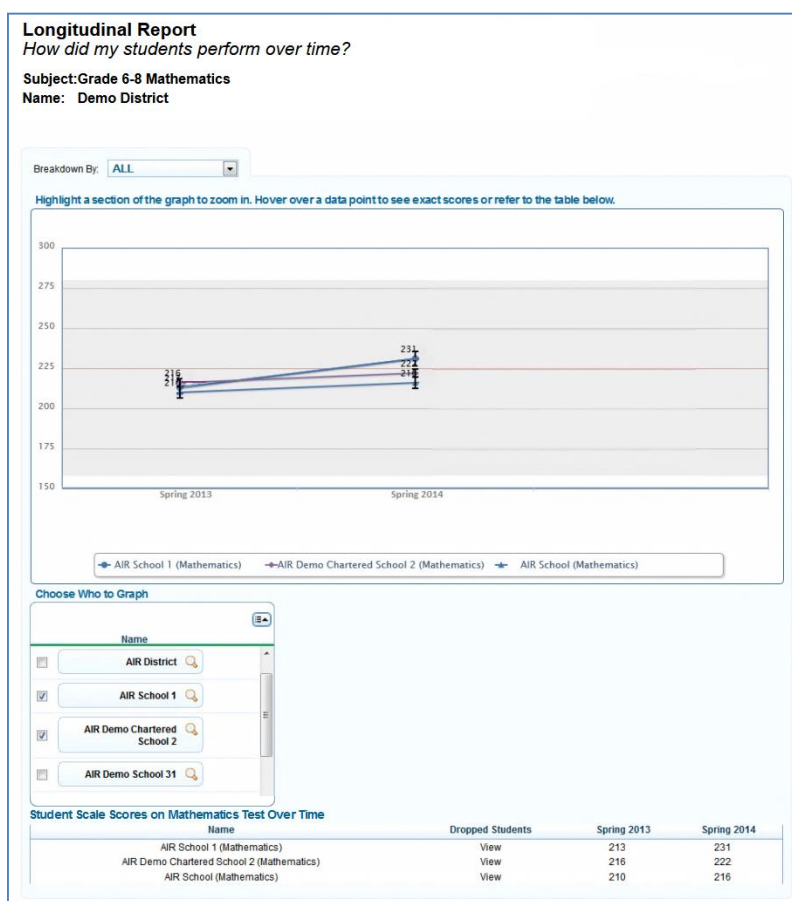 Longitudinal Report
How did my students perform over time?
Subject:Grade 6-8 Mathematics
Name: Demo District
Breakdown By: ALL
Highlight a section of the graph to zoom in. Hover over a data point to see exact scores or refer to the table below.
300
275
250
225
200
175
150
216
231
Spring 2013 Spring 2014
AIR School 1 (Mathematics) AIR Demo Chartered School 2 (Mathematics) AIR School (Mathematics)
Choose Who to Graph
Name
AIR District
AIR School 1
AIR Demo Chartered
School 2
AIR Demo School 31
Student Scale Scores on Mathematics Test Over Time
Name Dropped Students Spring 2013 Spring 2014
AIR School 1 (Mathematics) View 213 231
AIR Demo Chartered School 2 (Mathematics) View 216 222
AIR School (Mathematics) View 210 216